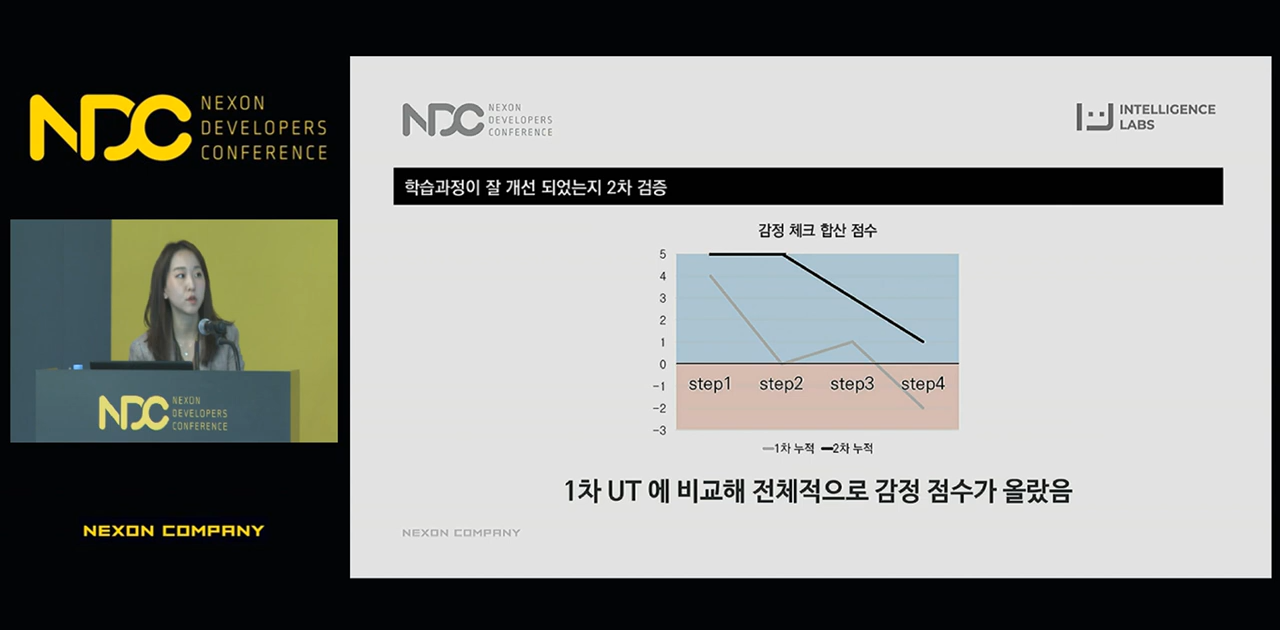 NDC NEXON
DEVELOPERS
CONFERENCE
NDC NEXON
DEVELOPERS
CONFERENCE
NEXON COMPANY
NDC NEXON
DEVELOPERS
CONFERENCE
INTELLIGENCE
LABS
학습과정이 잘 개선 되었는지 2차 검증
감정 체크 합산 점수
5
4
3
2
1
0
-1
-2
-3
step1 step2 step3 step4
1차 누적 2차 누적
1차 UT 에 비교해 전체적으로 감정 점수가 올랐음
NEXON COMPANY